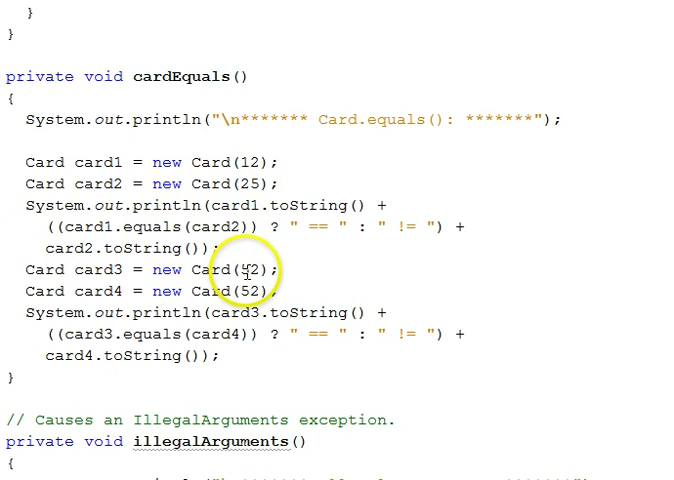 }
}
private void cardEquals()
{
System.out.println("\n******* Card.equals(): *******");
Card card1 = new Card(12);
Card card2 = new Card(25);
System.out.println(card1.toString() +
((card1.equals(card2)) ? " == " : " != ") +
card2.toString());
Card card3 = new Card(52);
Card card4 = new Card(52);
System.out.println(card3.toString() +
((card3.equals(card4)) ? " == " : " != ") +
card4.toString());
}
// Causes an IllegalArguments exception.
private void illegalArguments()
{